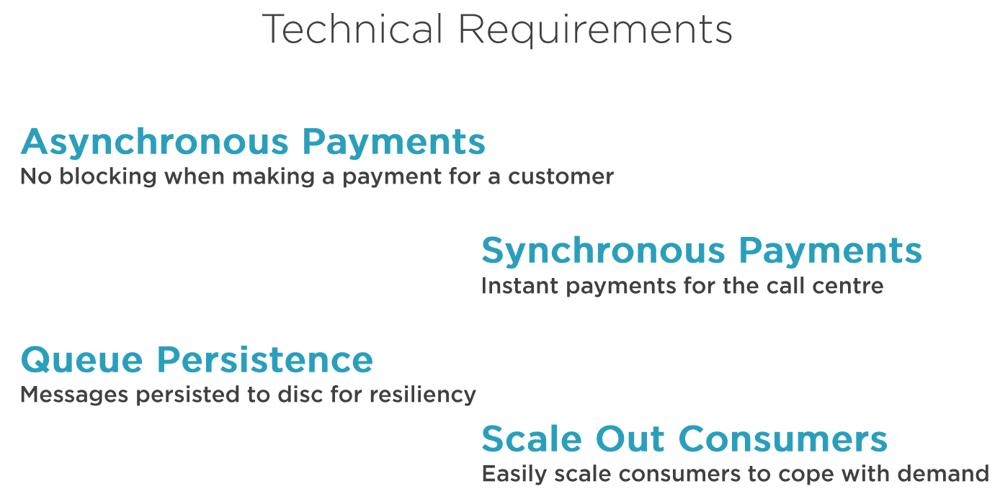 Technical Requirements
Asynchronous Payments
No blocking when making a payment for a customer
Synchronous Payments
Instant payments for the call centre
Queue Persistence
Messages persisted to disc for resiliency
Scale Out Consumers
Easily scale consumers to cope with demand